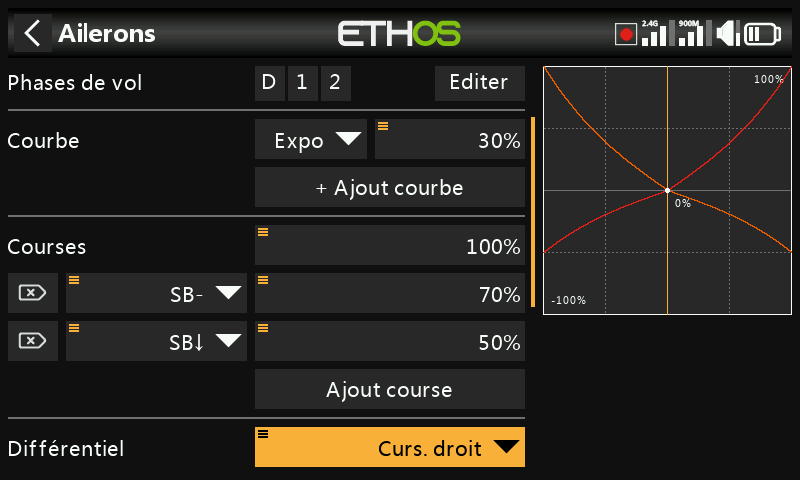 Ailerons
ETHOS
2.4G 900M
Phases de vol D 1 2 Editer
Courbe Expo 30%
+ Ajout courbe
Courses 100%
SB- 70%
SB↓ 50%
Ajout course
Différentiel Curs. droit
100%
0%
-100%